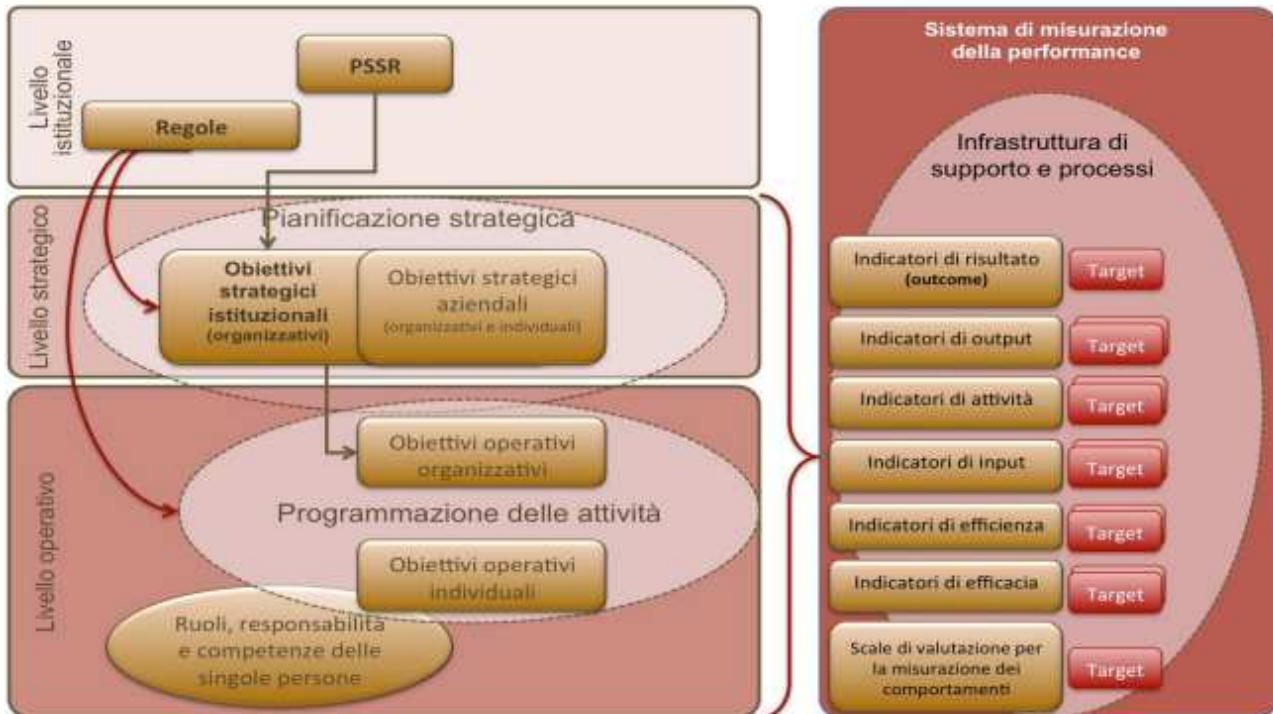 Livello
istituzionale
PSSR
Regole
Livello strategico
Pianificazione strategica
Obiettivi
strategici
istituzionali
(organizzativi)
Obiettivi strategici
aziendali
(organizzativi e individuali)
Livello operativo
Obiettivi operativi
organizzativi
Programmazione delle attività
Obiettivi operativi
individuali
Ruoli, responsabilità
e competenze delle
singole persone
Sistema di misurazione
della performance
Infrastruttura di
supporto e processi
Indicatori di risultato
(outcome)
Target
Indicatori di output
Target
Indicatori di attività
Target
Indicatori di input
Target
Indicatori di efficienza
Target
Indicatori di efficacia
Target
Scale di valutazione per
la misurazione dei
comportamenti
Target